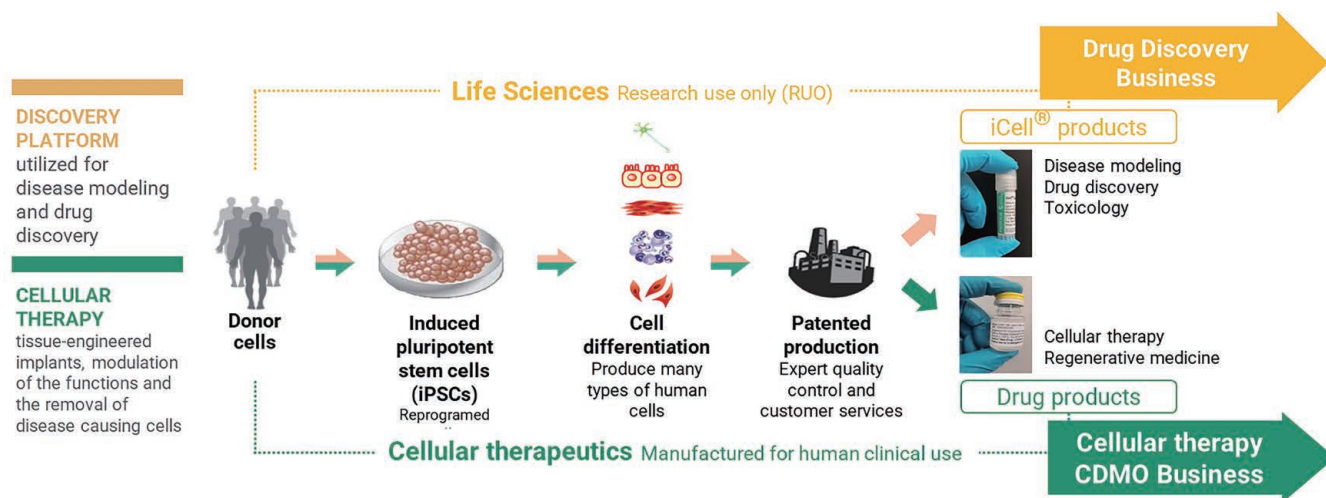 Drug Discovery
Business
Life Sciences Research use only (RUO)
DISCOVERY
PLATFORM
utilized for
disease modeling
and drug
discovery
CELLULAR
THERAPY
tissue-engineered
implants, modulation
of the functions and
the removal of
disease causing cells
Donor
cells
Induced
pluripotent
stem cells
(iPSCs)
Reprogramed
Cell
differentiation
Produce many
types of human
cells
Patented
production
Expert quality
control and
customer services
iCell® products
Disease modeling
Drug discovery
Toxicology
Cellular therapy
Regenerative medicine
Drug products
Cellular therapeutics Manufactured for human clinical use
Cellular therapy
CDMO Business